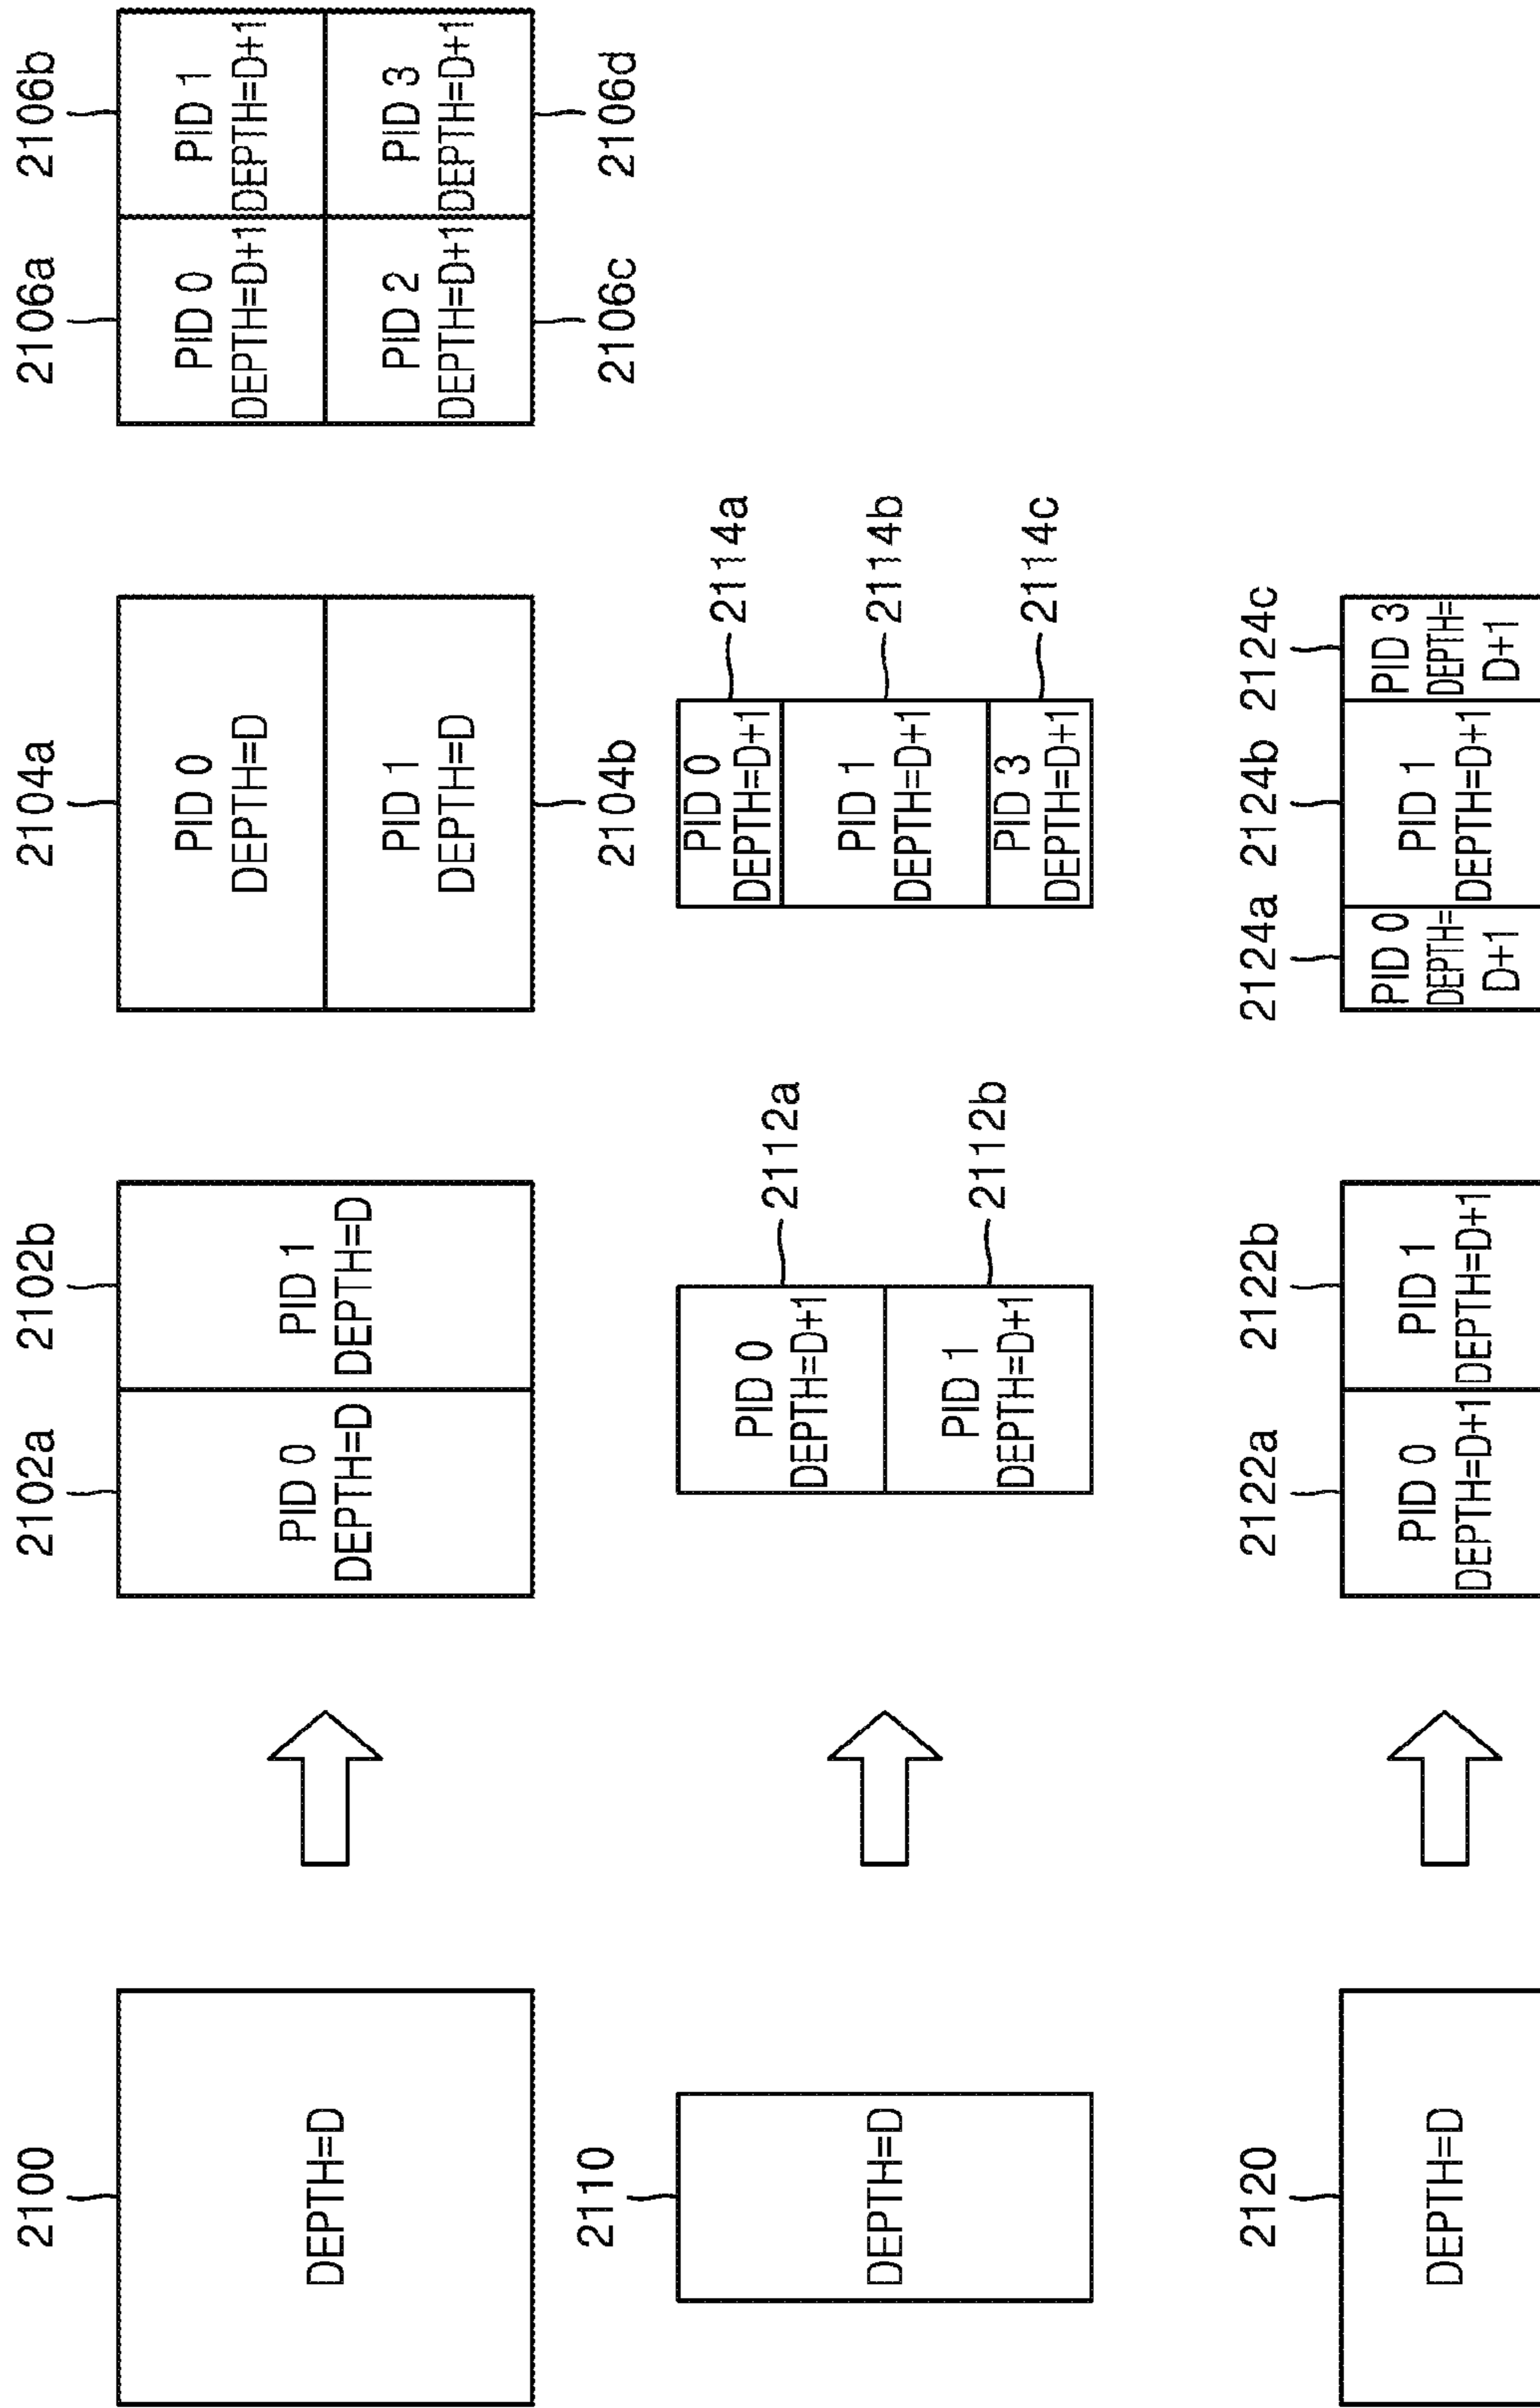 2100
DEPTH=D
2102a
2102b
PID 0
DEPTH=D
PID 1
DEPTH=D
2104a
PID 0
DEPTH=D
PID 1
DEPTH=D
2104b
2106a
2106b
PID 0
DEPTH=D+1
PID 1
DEPTH=D+1
PID 2
DEPTH=D+1
PID 3
DEPTH=D+1
2106c
2106d
2110
DEPTH=D
PID 0
DEPTH=D+1
2112a
PID 1
DEPTH=D+1
2112b
PID 0
DEPTH=D+1
2114a
PID 1
DEPTH=D+1
2114b
PID 3
DEPTH=D+1
2114c
2120
DEPTH=D
2122a
2122b
PID 0
DEPTH=D+1
PID 1
DEPTH=D+1
2124a
2124b
2124c
PID 0
DEPTH=
D+1
PID 1
DEPTH=D+1
PID 3
DEPTH=
D+1